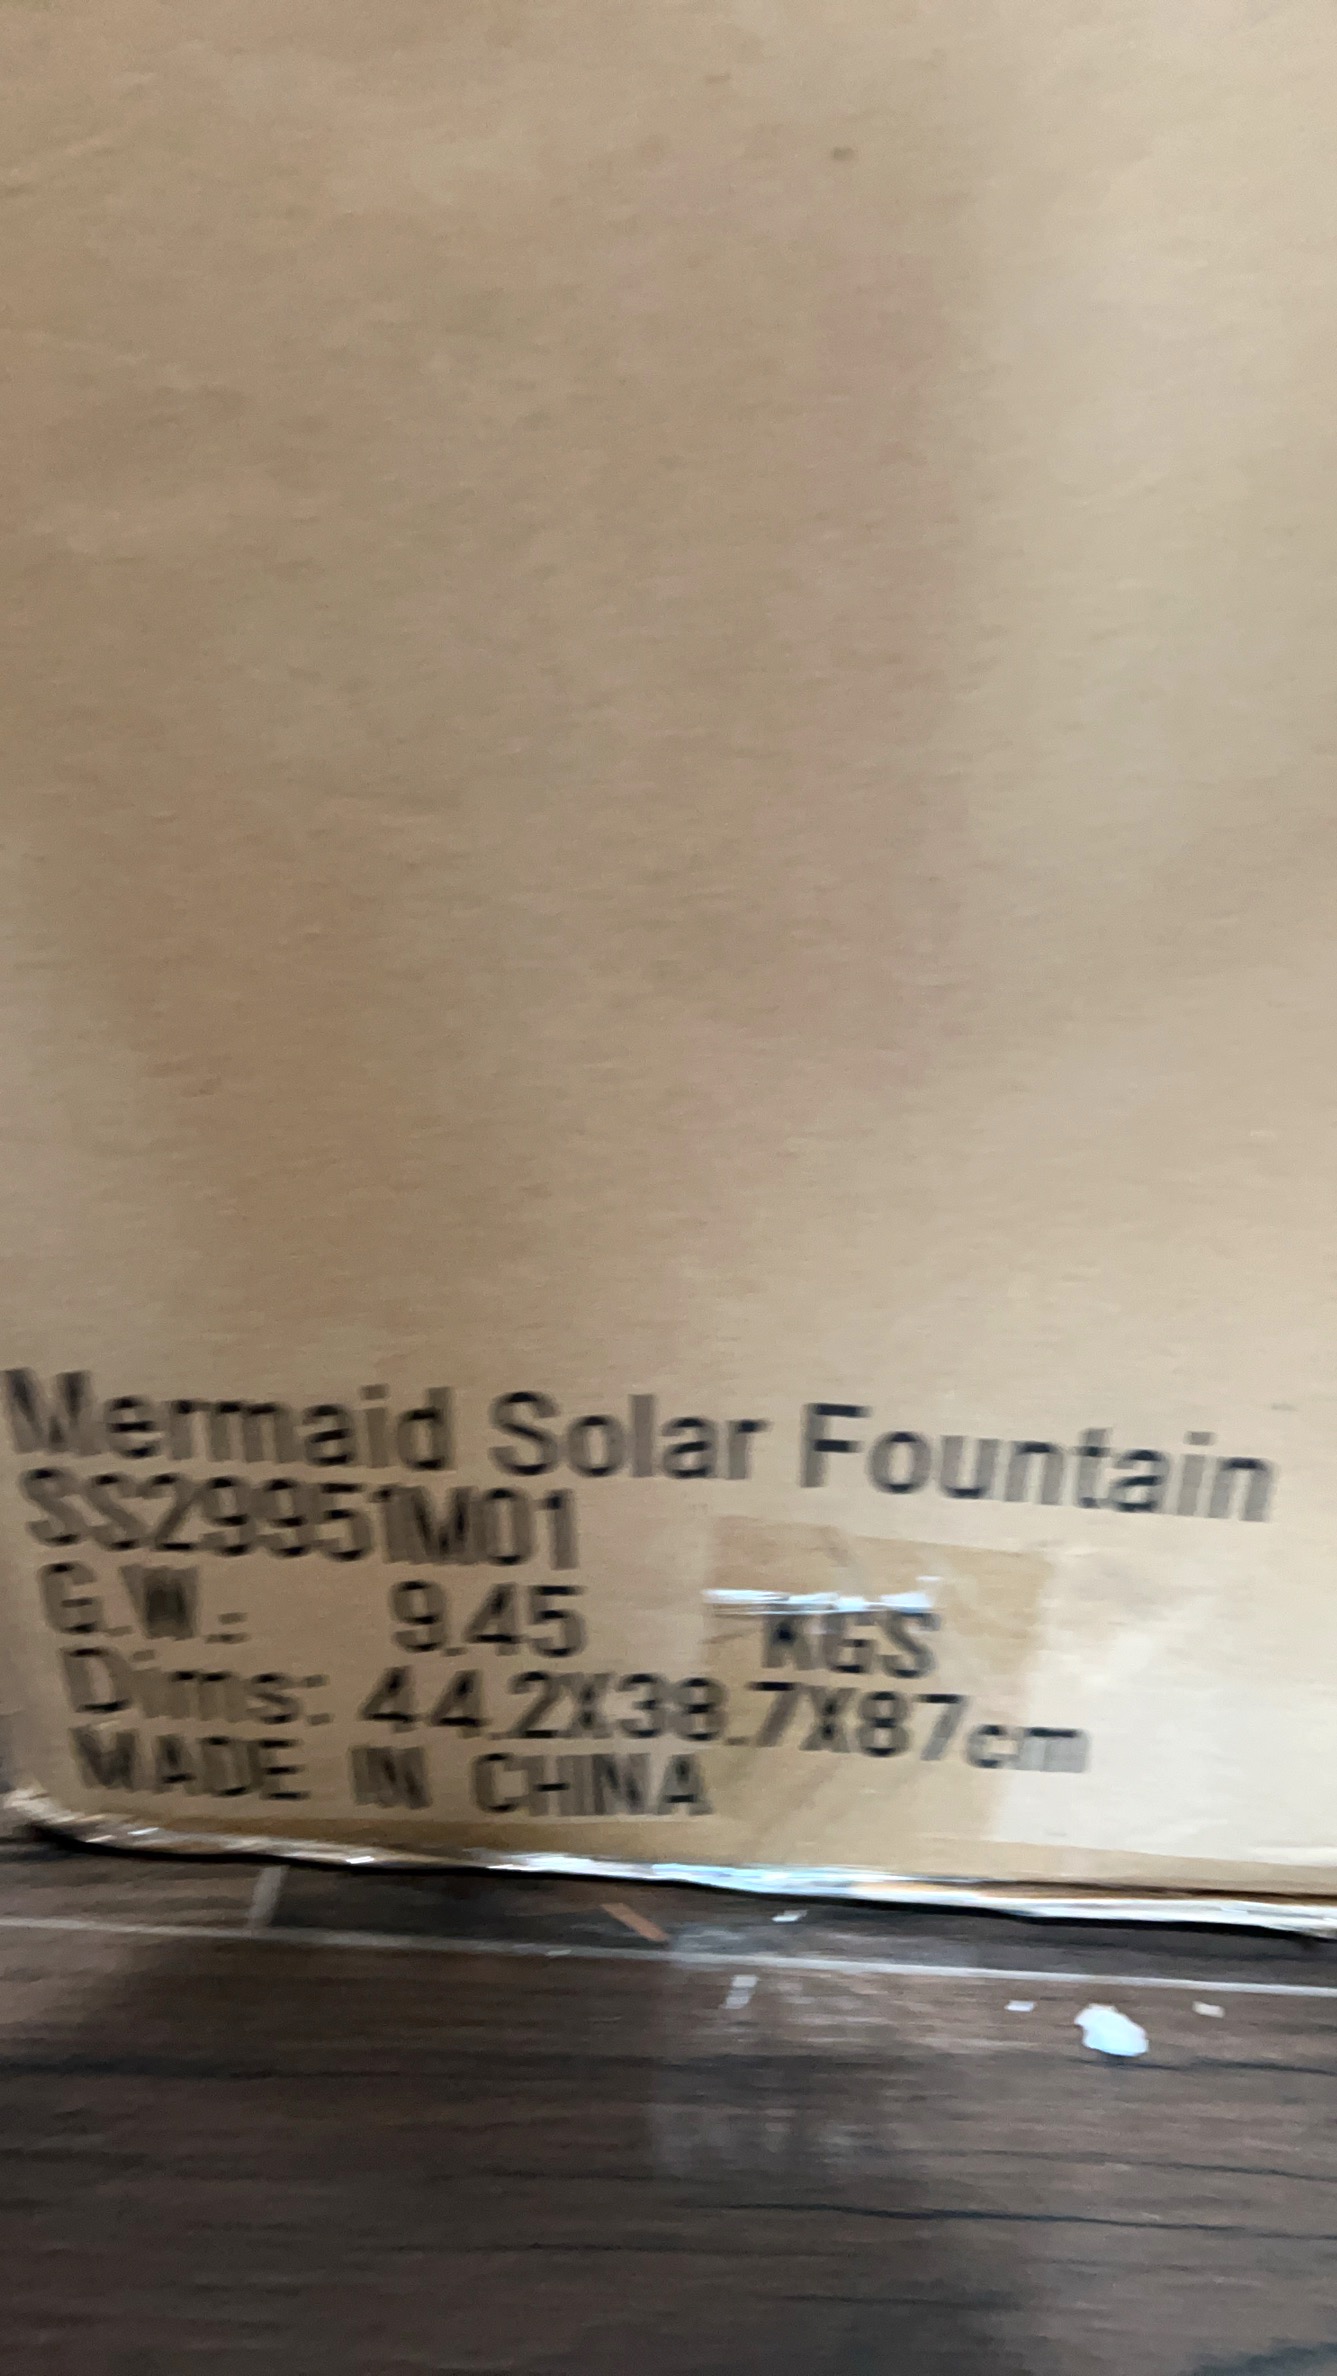 Mermaid Solar Fountain
SS29951M01
G.W.: 9.45 KGS
Dims: 44.2X38.7X87cm
MADE IN CHINA